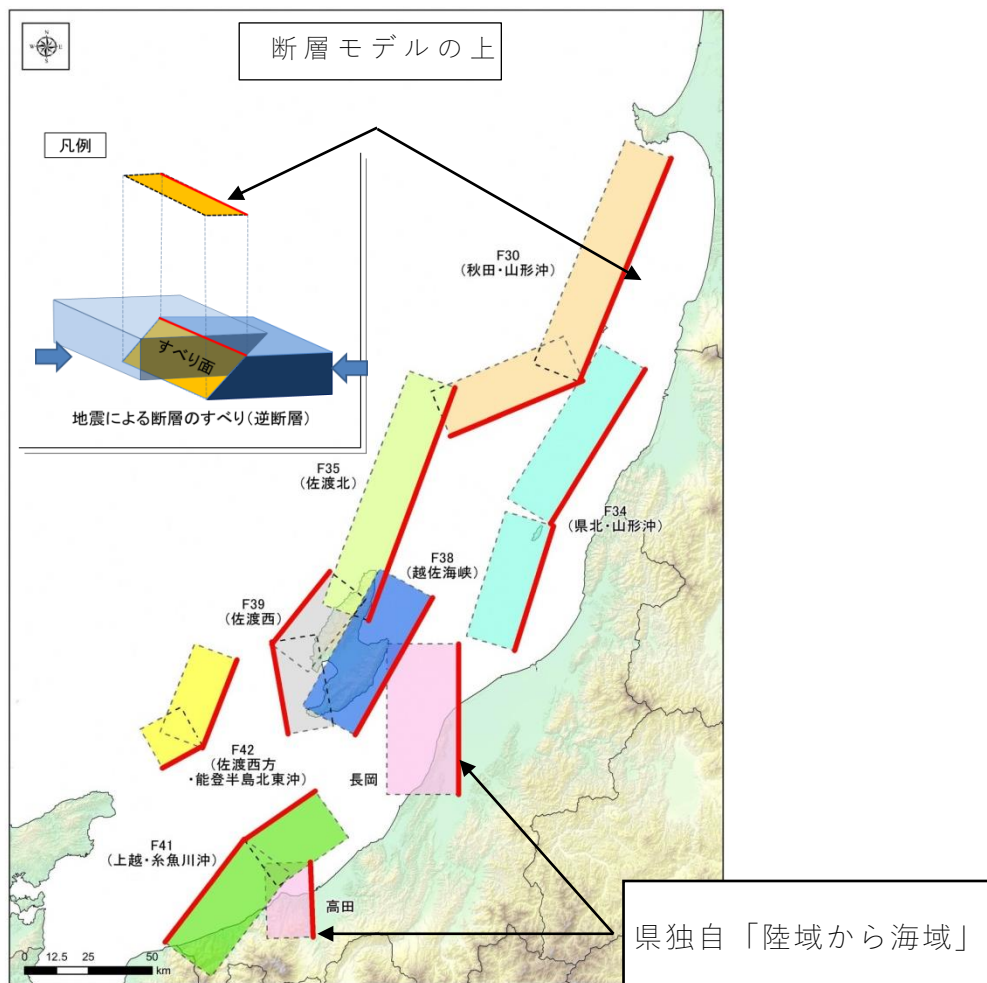 断層モデルの上
N
W
E
S
凡例
すべり面
地震による断層のすべり(逆断層)
F30
(秋田・山形沖)
F35
(佐渡北)
F34
(県北・山形沖)
F38
(越佐海峡)
F39
(佐渡西)
F42
(佐渡西方
・能登半島北東沖)
長岡
F41
(上越・糸魚川沖)
高田
県独自「陸域から海域」
0 12.5 25 50
km